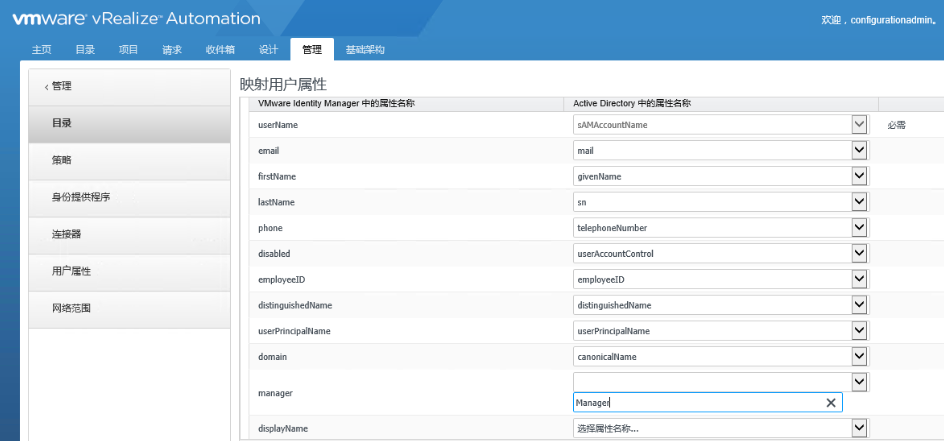 vmware® vRealize™ Automation
欢迎，configurationadmin。
主页 目录 项目 请求 收件箱 设计 管理 基础架构
‹ 管理
目录
策略
身份提供程序
连接器
用户属性
网络范围
映射用户属性
VMware Identity Manager 中的属性名称 Active Directory 中的属性名称
userName sAMAccountName 必需
email mail
firstName givenName
lastName sn
phone telephoneNumber
disabled userAccountControl
employeeID employeeID
distinguishedName distinguishedName
userPrincipalName userPrincipalName
domain canonicalName
manager
Manager
displayName 选择属性名称...